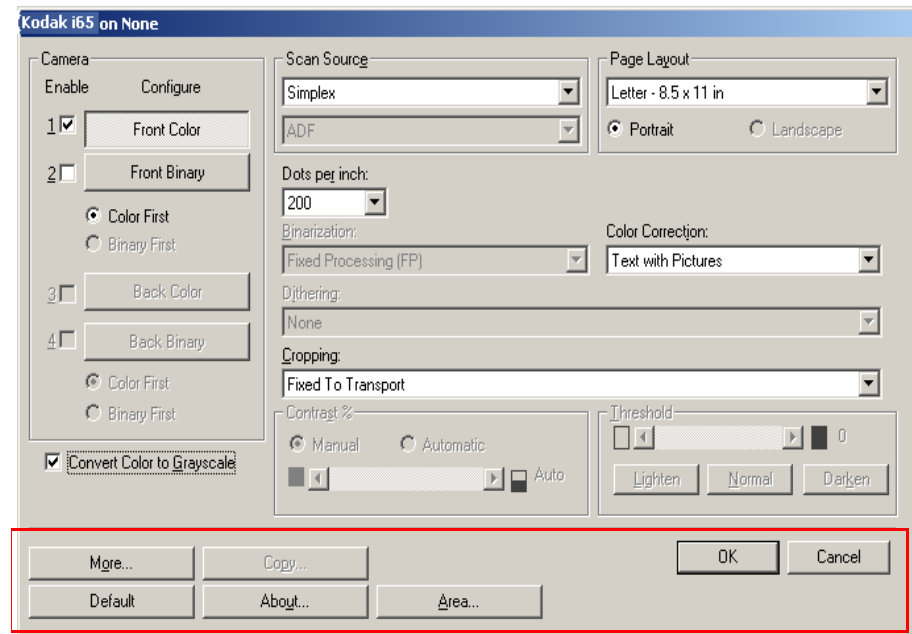 Kodak i65 on None
Camera
Enable Configure
1 Front Color
2 Front Binary
Color First
Binary First
3 Back Color
4 Back Binary
Color First
Binary First
Convert Color to Grayscale
Scan Source
Simplex
ADF
Page Layout
Letter - 8.5 x 11 in
Portrait Landscape
Dots per inch:
200
Binarization:
Fixed Processing (FP)
Color Correction:
Text with Pictures
Dithering:
None
Cropping:
Fixed To Transport
Contrast %
Manual Automatic
Auto
Threshold
0
Lighten Normal Darken
More... Copy... OK Cancel
Default About... Area...